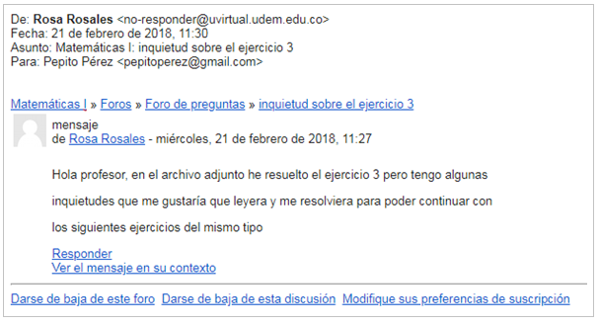 De: Rosa Rosales <no-responder@uvirtual.udem.edu.co>
Fecha: 21 de febrero de 2018, 11:30
Asunto: Matemáticas I: inquietud sobre el ejercicio 3
Para: Pepito Pérez <pepitoperez@gmail.com>
Matemáticas I » Foros » Foro de preguntas » inquietud sobre el ejercicio 3
mensaje
de Rosa Rosales - miércoles, 21 de febrero de 2018, 11:27
Hola profesor, en el archivo adjunto he resuelto el ejercicio 3 pero tengo algunas
inquietudes que me gustaría que leyera y me resolviera para poder continuar con
los siguientes ejercicios del mismo tipo
Responder
Ver el mensaje en su contexto
Darse de baja de este foro Darse de baja de esta discusión Modifique sus preferencias de suscripción